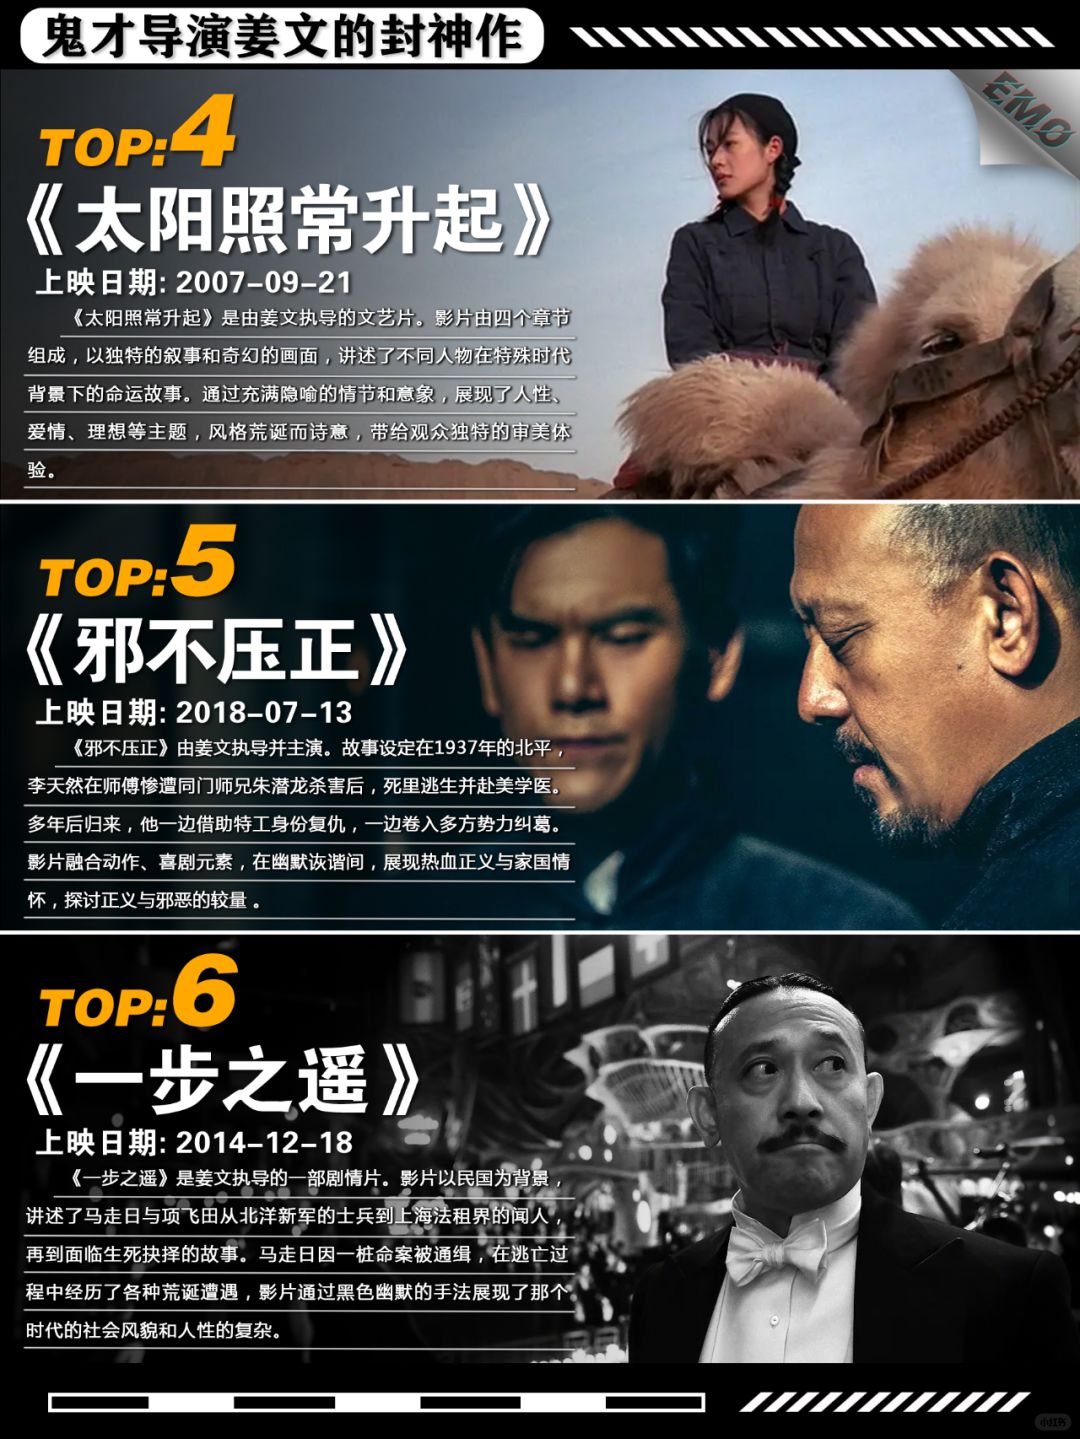 鬼才导演姜文的封神作
EMO
TOP:4
《太阳照常升起》
上映日期: 2007-09-21
《太阳照常升起》是由姜文执导的文艺片。影片由四个章节
组成，以独特的叙事和奇幻的画面，讲述了不同人物在特殊时代
背景下的命运故事。通过充满隐喻的情节和意象，展现了人性、
爱情、理想等主题，风格荒诞而诗意，带给观众独特的审美体
验。
TOP:5
《邪不压正》
上映日期: 2018-07-13
《邪不压正》由姜文执导并主演。故事设定在1937年的北平，
李天然在师傅惨遭同门师兄朱潜龙杀害后，死里逃生并赴美学医。
多年后归来，他一边借助特工身份复仇，一边卷入多方势力纠葛。
影片融合动作、喜剧元素，在幽默诙谐间，展现热血正义与家国情
怀，探讨正义与邪恶的较量 。
TOP:6
《一步之遥》
上映日期: 2014-12-18
《一步之遥》是姜文执导的一部剧情片。影片以民国为背景，
讲述了马走日与项飞田从北洋新军的士兵到上海法租界的闻人，
再到面临生死抉择的故事。马走日因一桩命案被通缉，在逃亡过
程中经历了各种荒诞遭遇，影片通过黑色幽默的手法展现了那个
时代的社会风貌和人性的复杂。
小红书